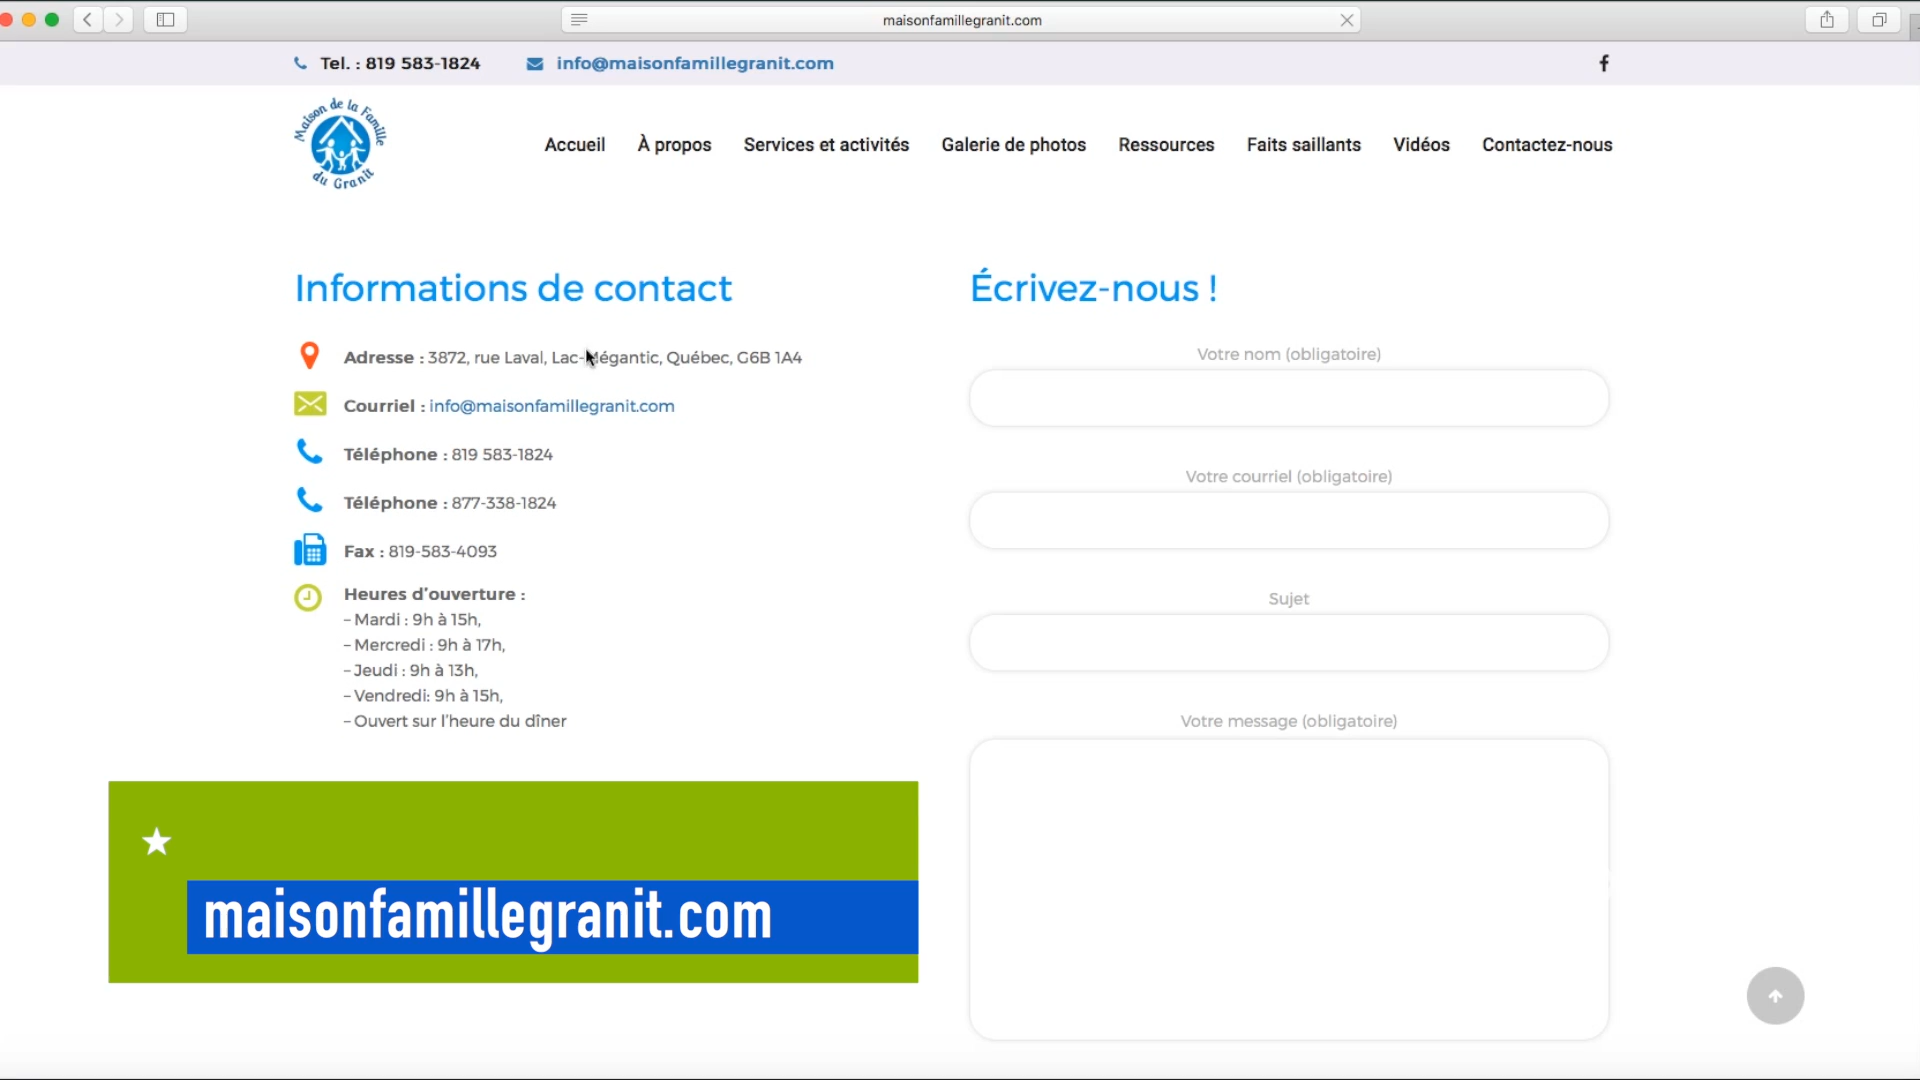 maisonfamillegranit.com
Tel. : 819 583-1824
info@maisonfamillegranit.com
Maison de la Famille
du Granit
Accueil
À propos
Services et activités
Galerie de photos
Ressources
Faits saillants
Vidéos
Contactez-nous
Informations de contact
Adresse : 3872, rue Laval, Lac-Mégantic, Québec, G6B 1A4
Courriel : info@maisonfamillegranit.com
Téléphone : 819 583-1824
Téléphone : 877-338-1824
Fax : 819-583-4093
Heures d'ouverture :
– Mardi : 9h à 15h,
– Mercredi : 9h à 17h,
– Jeudi : 9h à 13h,
– Vendredi: 9h à 15h,
– Ouvert sur l'heure du dîner
Écrivez-nous !
Votre nom (obligatoire)
Votre courriel (obligatoire)
Sujet
Votre message (obligatoire)
maisonfamillegranit.com